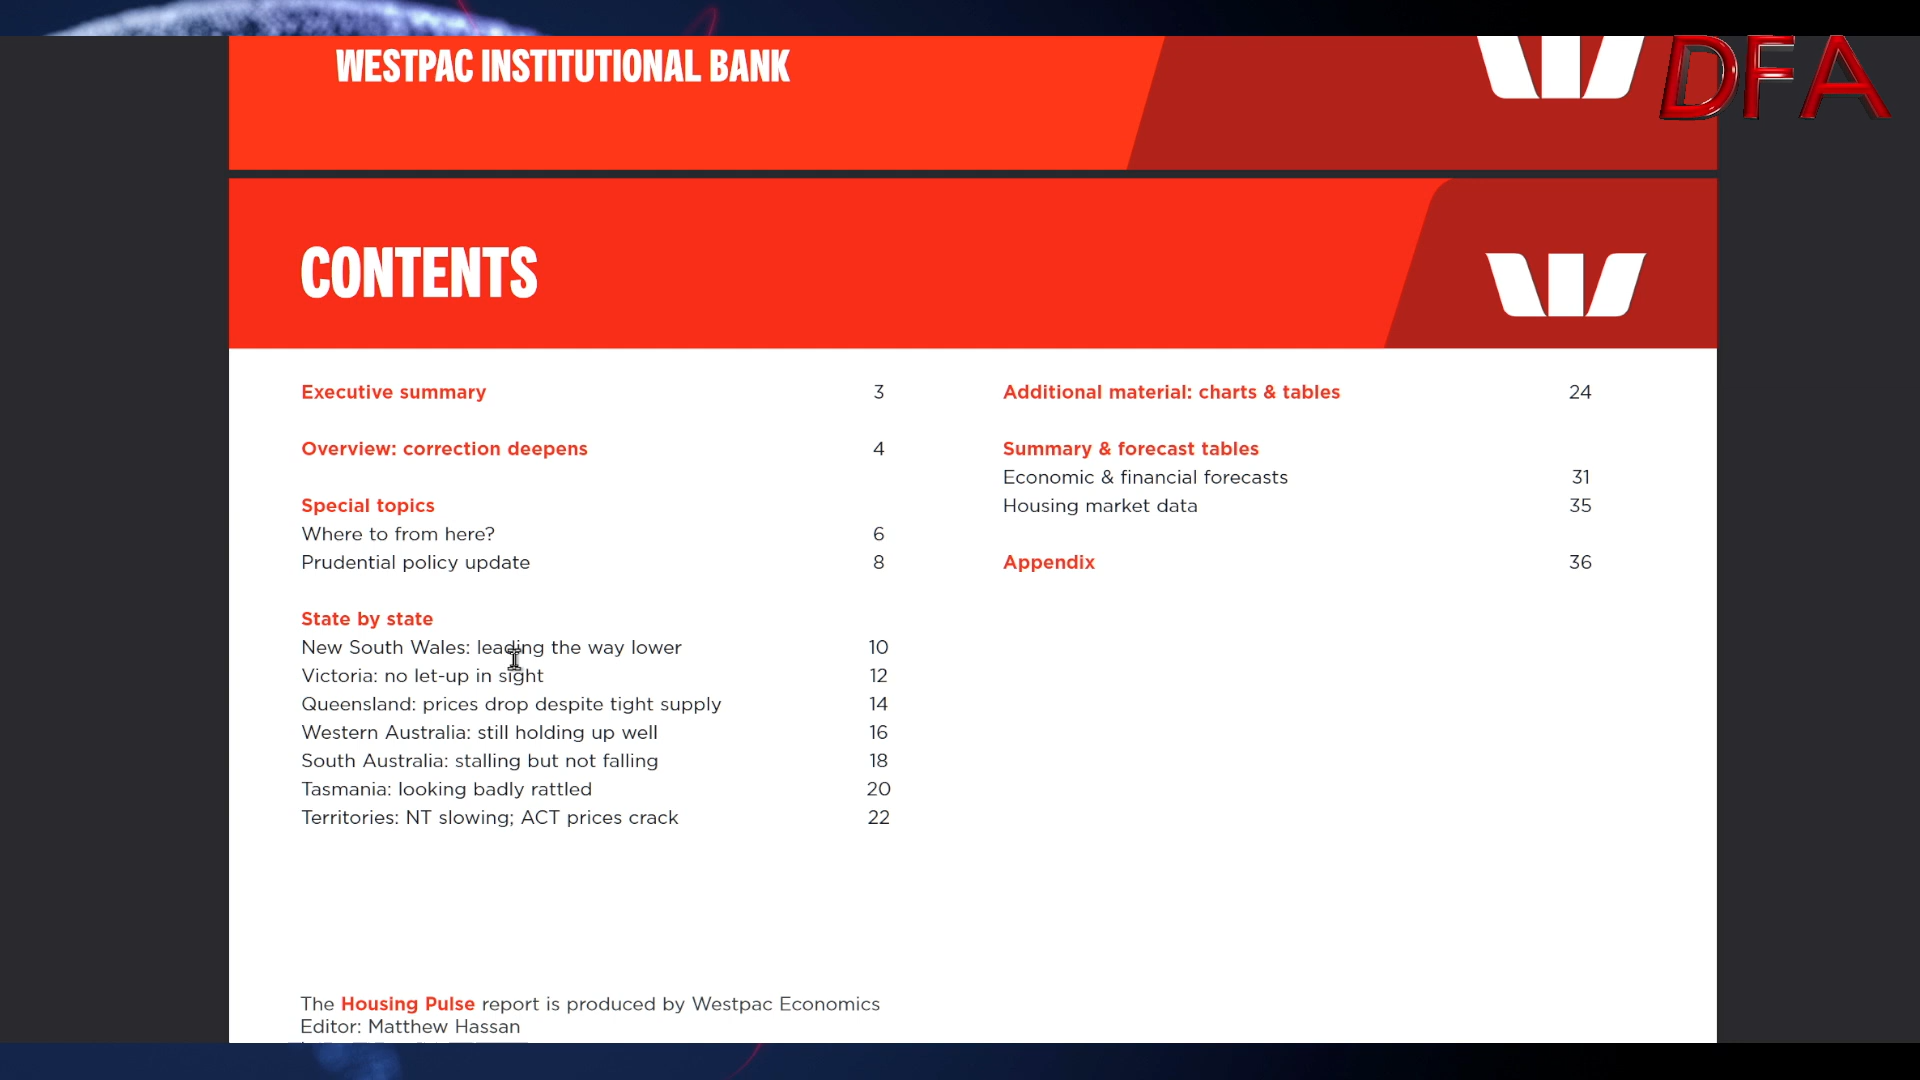 WESTPAC INSTITUTIONAL BANK
DFA
CONTENTS
Executive summary 3
Overview: correction deepens 4
Special topics
Where to from here? 6
Prudential policy update 8
State by state
New South Wales: leading the way lower 10
Victoria: no let-up in sight 12
Queensland: prices drop despite tight supply 14
Western Australia: still holding up well 16
South Australia: stalling but not falling 18
Tasmania: looking badly rattled 20
Territories: NT slowing; ACT prices crack 22
Additional material: charts & tables 24
Summary & forecast tables
Economic & financial forecasts 31
Housing market data 35
Appendix 36
The Housing Pulse report is produced by Westpac Economics
Editor: Matthew Hassan